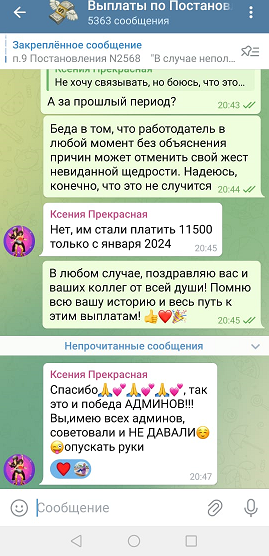 Выплаты по Постанов
5363 сообщения
Закреплённое сообщение
п.9 Постановления N2568 "В случае непол...
Ксения Прекрасная
Не хочу связывать, но боюсь, что это...
А за прошлый период?
20:43
Беда в том, что работодатель в
любой момент без объяснения
причин может отменить свой жест
невиданной щедрости. Надеюсь,
конечно, что это не случится
20:44
Ксения Прекрасная
Нет, им стали платить 11500
только с января 2024
20:45
В любом случае, поздравляю вас и
ваших коллег от всей души! Помню
всю вашу историю и весь путь к
этим выплатам! 👍❤️🎉
20:45
Непрочитанные сообщения
Ксения Прекрасная
Спасибо🙏💕🙏💕🙏💕, так
это и победа АДМИНОВ!!!
Вы,имею всех админов,
советовали и НЕ ДАВАЛИ☺️
😜опускать руки
20:47
Сообщение